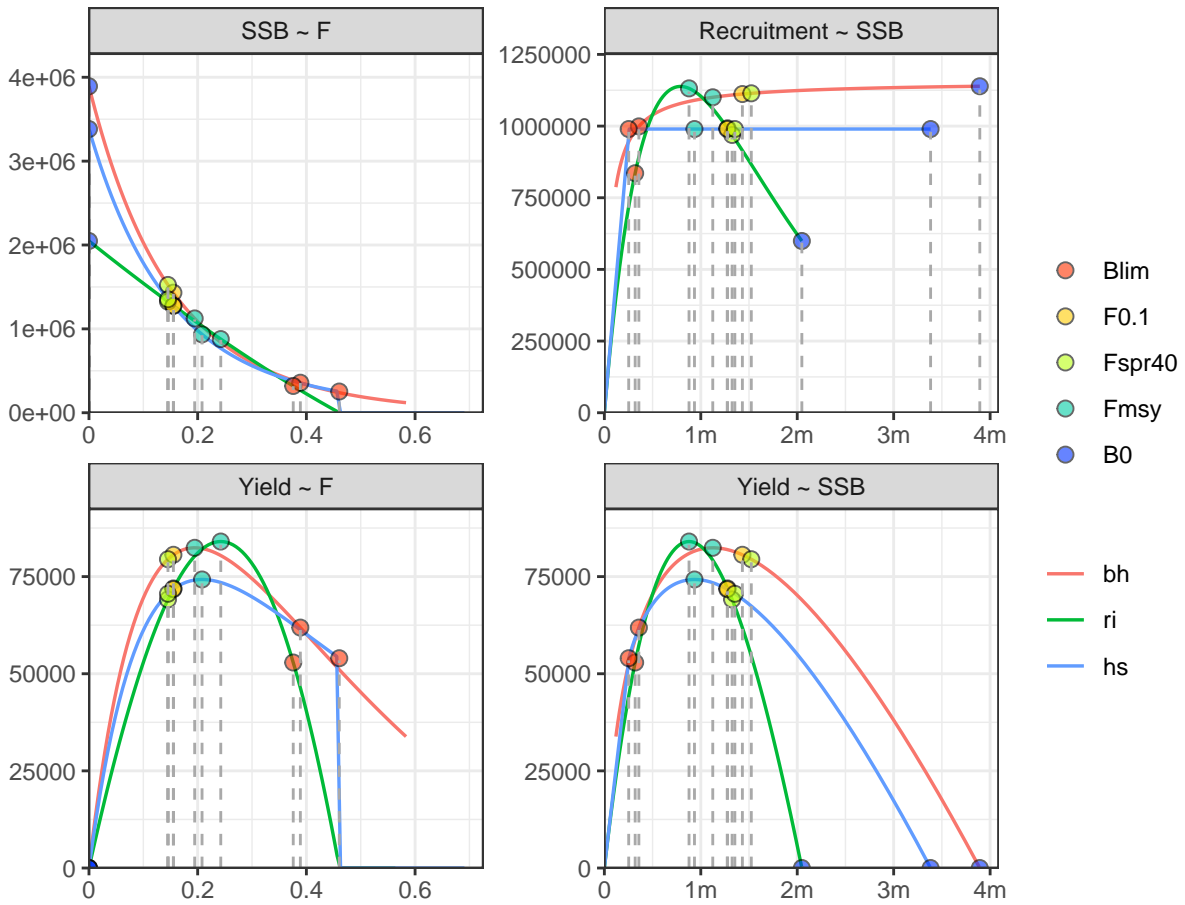 SSB ~ F
4e+06
3e+06
2e+06
1e+06
0e+00
0 0.2 0.4 0.6
Recruitment ~ SSB
1250000
1000000
750000
500000
250000
0
0 1m 2m 3m 4m
Yield ~ F
75000
50000
25000
0
0 0.2 0.4 0.6
Yield ~ SSB
75000
50000
25000
0
0 1m 2m 3m 4m
Blim
F0.1
Fspr40
Fmsy
B0
bh
ri
hs